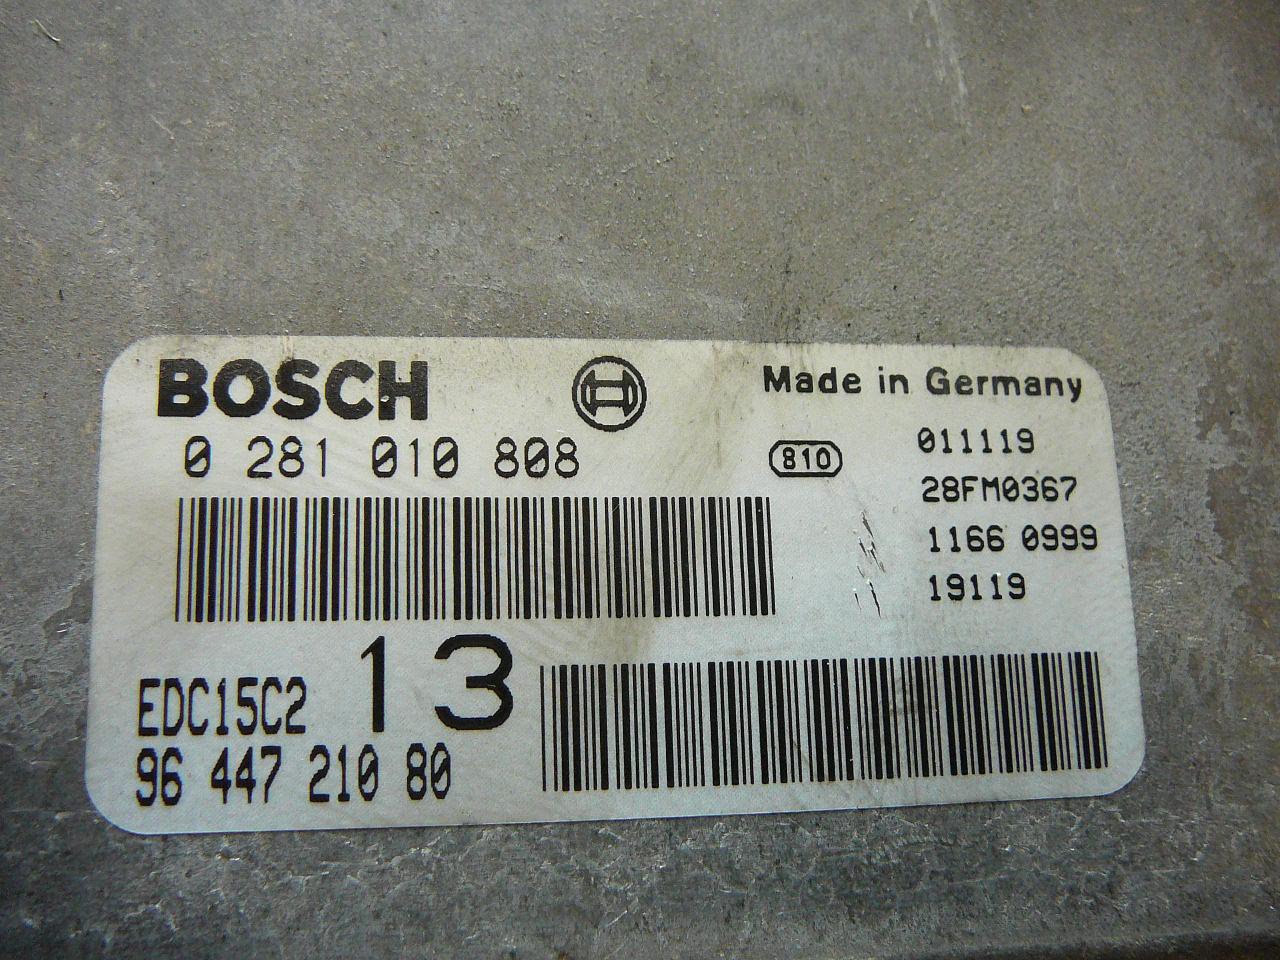 BOSCH
Made in Germany
0 281 010 808
810
011119
28FM0367
1166 0999
19119
EDC15C2
13
96 447 210 80